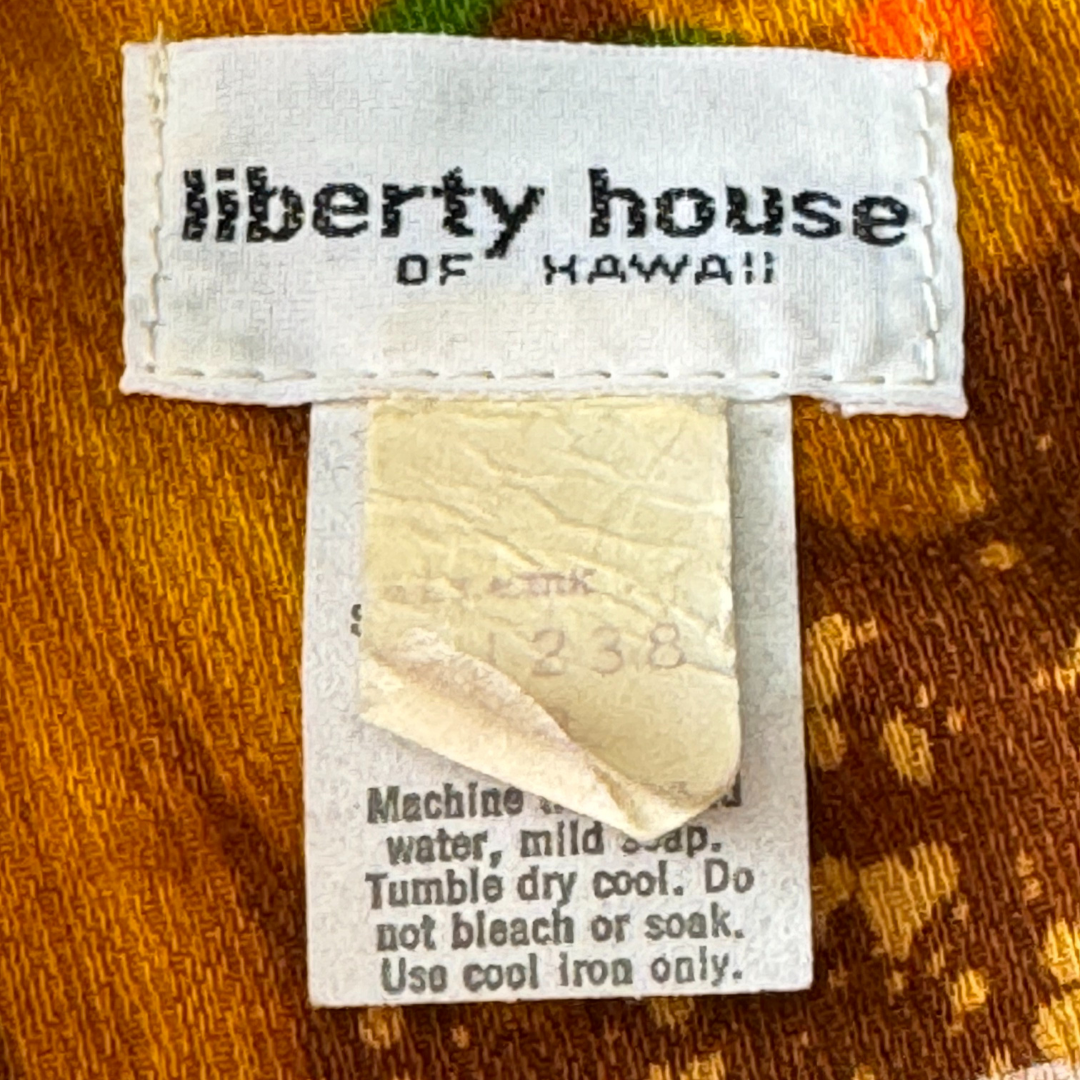 liberty house
OF HAWAII
1238
Machine
water, mild soap.
Tumble dry cool. Do
not bleach or soak.
Use cool iron only.